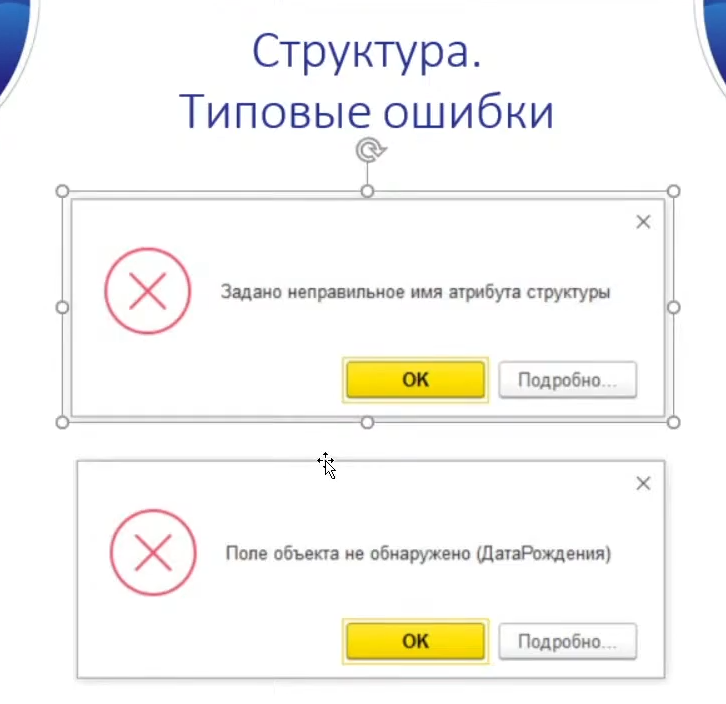 Структура.
Типовые ошибки
Задано неправильное имя атрибута структуры
OK
Подробно...
Поле объекта не обнаружено (ДатаРождения)
OK
Подробно...